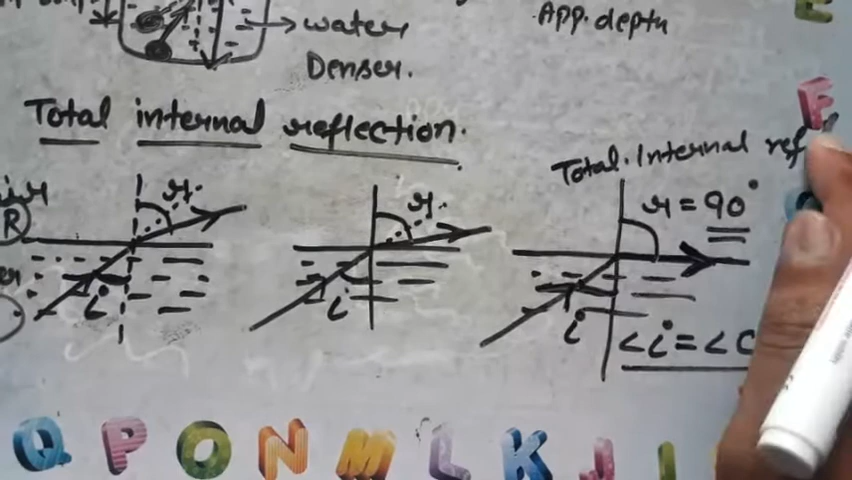 water
Denser.
App. depth
E
Total internal reflection.
F
Total. Internal ref
R
r.
r.
r = 90°
i
i
i
<i = <C
Q P O N M L K J I